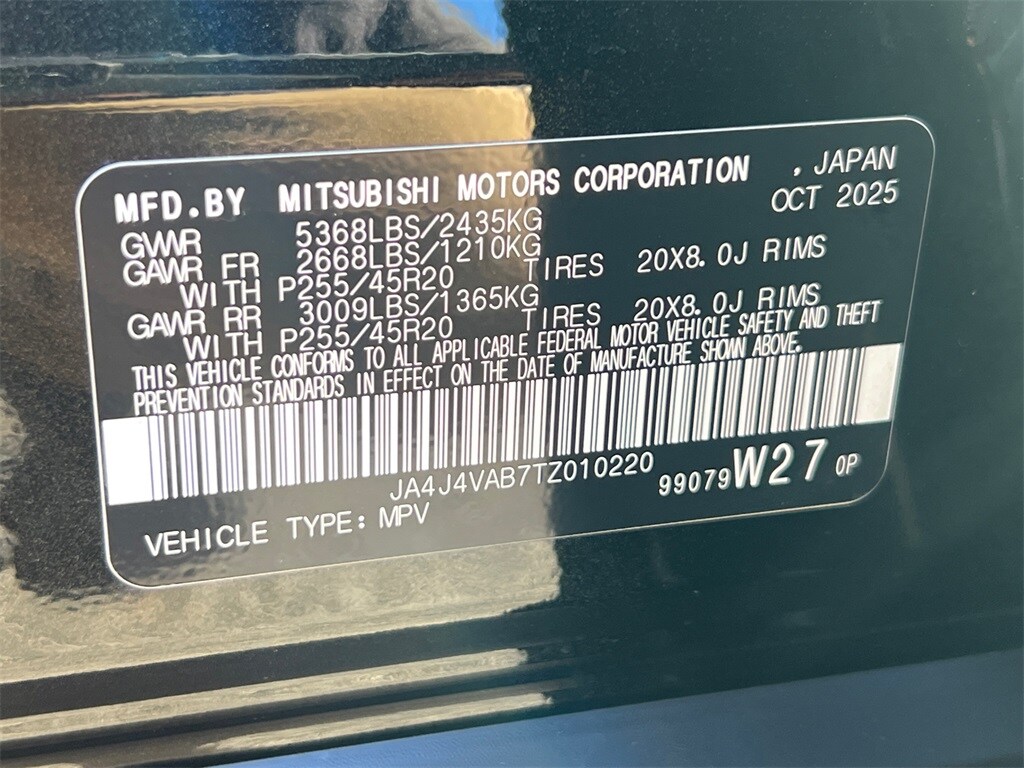 MFD.BY MITSUBISHI MOTORS CORPORATION , JAPAN
OCT 2025
GVWR 5368LBS/2435KG
GAWR FR 2668LBS/1210KG
WITH P255/45R20 TIRES 20X8.0J RIMS
GAWR RR 3009LBS/1365KG
WITH P255/45R20 TIRES 20X8.0J RIMS
THIS VEHICLE CONFORMS TO ALL APPLICABLE FEDERAL MOTOR VEHICLE SAFETY AND THEFT
PREVENTION STANDARDS IN EFFECT ON THE DATE OF MANUFACTURE SHOWN ABOVE.
JA4J4VAB7TZ010220
99079W27 0P
VEHICLE TYPE: MPV